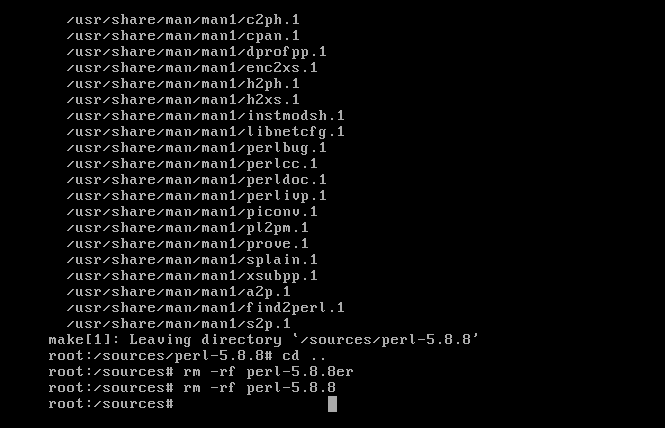 /usr/share/man/man1/c2ph.1
/usr/share/man/man1/cpan.1
/usr/share/man/man1/dprofpp.1
/usr/share/man/man1/enc2xs.1
/usr/share/man/man1/h2ph.1
/usr/share/man/man1/h2xs.1
/usr/share/man/man1/instmodsh.1
/usr/share/man/man1/libnetcfg.1
/usr/share/man/man1/perlbug.1
/usr/share/man/man1/perlcc.1
/usr/share/man/man1/perldoc.1
/usr/share/man/man1/perlivp.1
/usr/share/man/man1/piconv.1
/usr/share/man/man1/pl2pm.1
/usr/share/man/man1/prove.1
/usr/share/man/man1/splain.1
/usr/share/man/man1/xsubpp.1
/usr/share/man/man1/a2p.1
/usr/share/man/man1/find2perl.1
/usr/share/man/man1/s2p.1
make[1]: Leaving directory `/sources/perl-5.8.8'
root:/sources/perl-5.8.8# cd ..
root:/sources# rm -rf perl-5.8.8er
root:/sources# rm -rf perl-5.8.8
root:/sources#